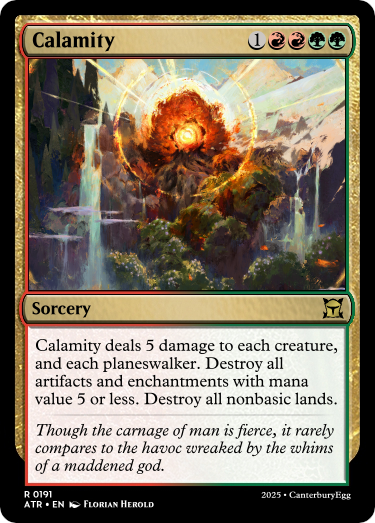 Calamity 1
Sorcery
Calamity deals 5 damage to each creature,
and each planeswalker. Destroy all
artifacts and enchantments with mana
value 5 or less. Destroy all nonbasic lands.
Though the carnage of man is fierce, it rarely
compares to the havoc wreaked by the whims
of a maddened god.
R 0191
ATR • EN FLORIAN HEROLD 2025 • CanterburyEgg